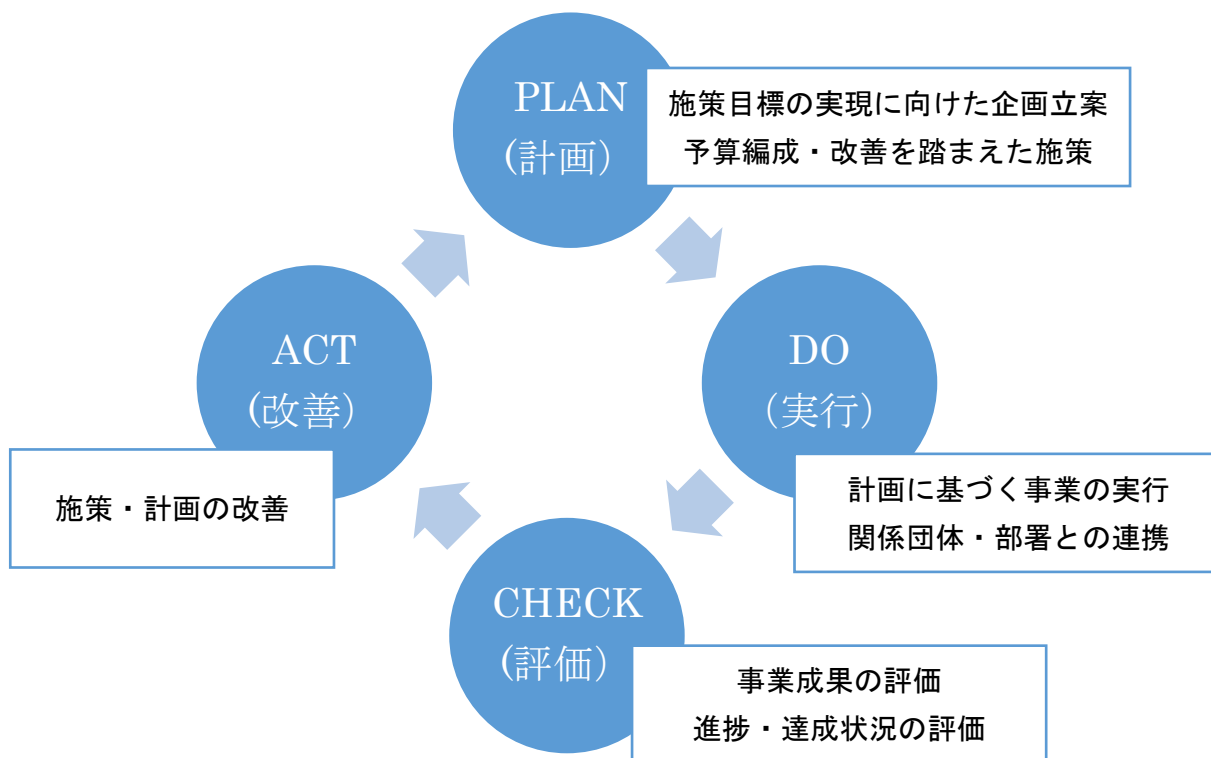 PLAN
(計画）
施策目標の実現に向けた企画立案
予算編成・改善を踏まえた施策
DO
（実行）
計画に基づく事業の実行
関係団体・部署との連携
CHECK
(評価）
事業成果の評価
進捗・達成状況の評価
ACT
(改善）
施策・計画の改善